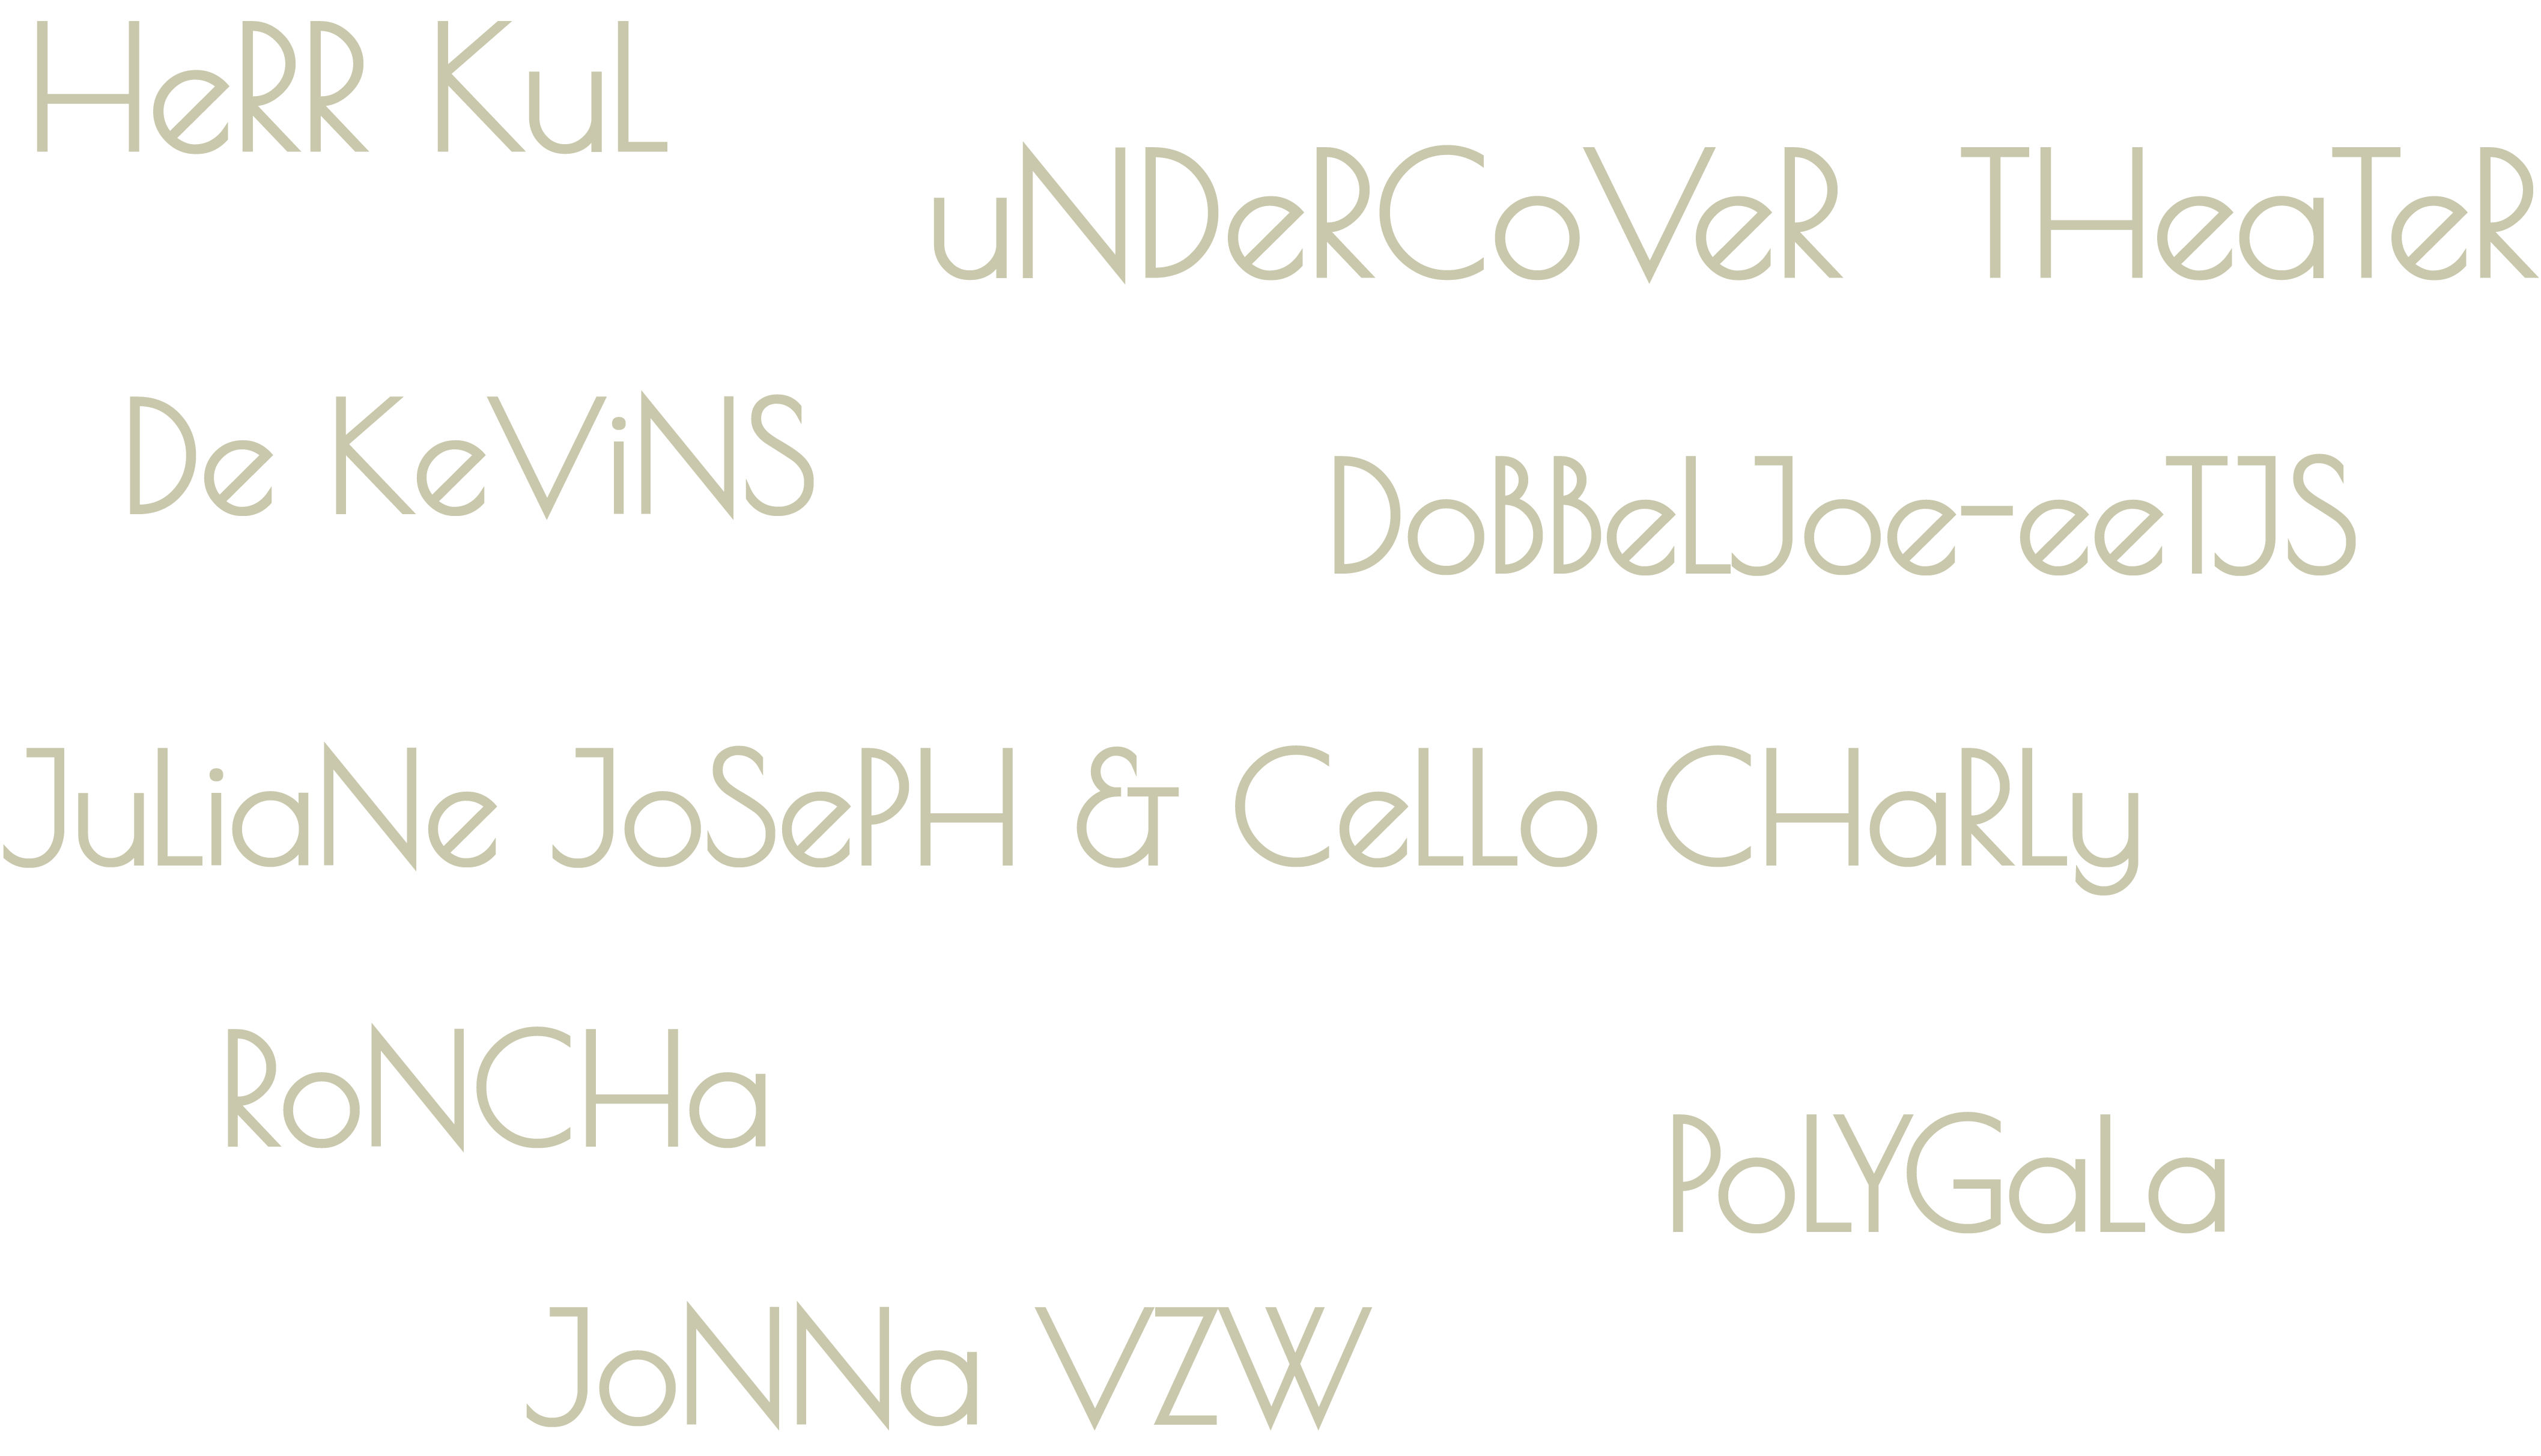 HeRR KuL
uNDeRCoVeR THeaTeR
De KeViNS
DoBBeLJoe-eeTJS
JuLiaNe JoSePH & CeLLo CHaRLy
RoNCHa
PoLYGaLa
JoNNa VZW